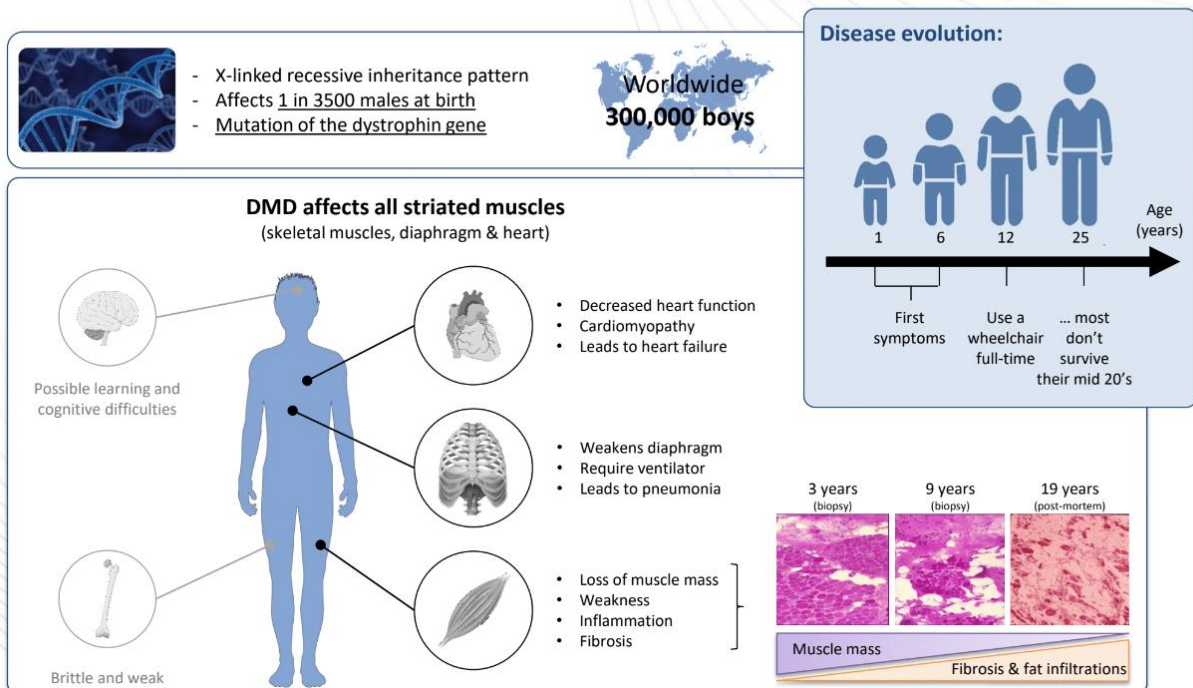 - X-linked recessive inheritance pattern
- Affects 1 in 3500 males at birth
- Mutation of the dystrophin gene
Worldwide
300,000 boys
Disease evolution:
1
6
12
25
Age
(years)
First
symptoms
Use a
wheelchair
full-time
... most
don't
survive
their mid 20's
DMD affects all striated muscles
(skeletal muscles, diaphragm & heart)
Possible learning and
cognitive difficulties
• Decreased heart function
• Cardiomyopathy
• Leads to heart failure
• Weakens diaphragm
• Require ventilator
• Leads to pneumonia
Brittle and weak
• Loss of muscle mass
• Weakness
• Inflammation
• Fibrosis
3 years
(biopsy)
9 years
(biopsy)
19 years
(post-mortem)
Muscle mass
Fibrosis & fat infiltrations